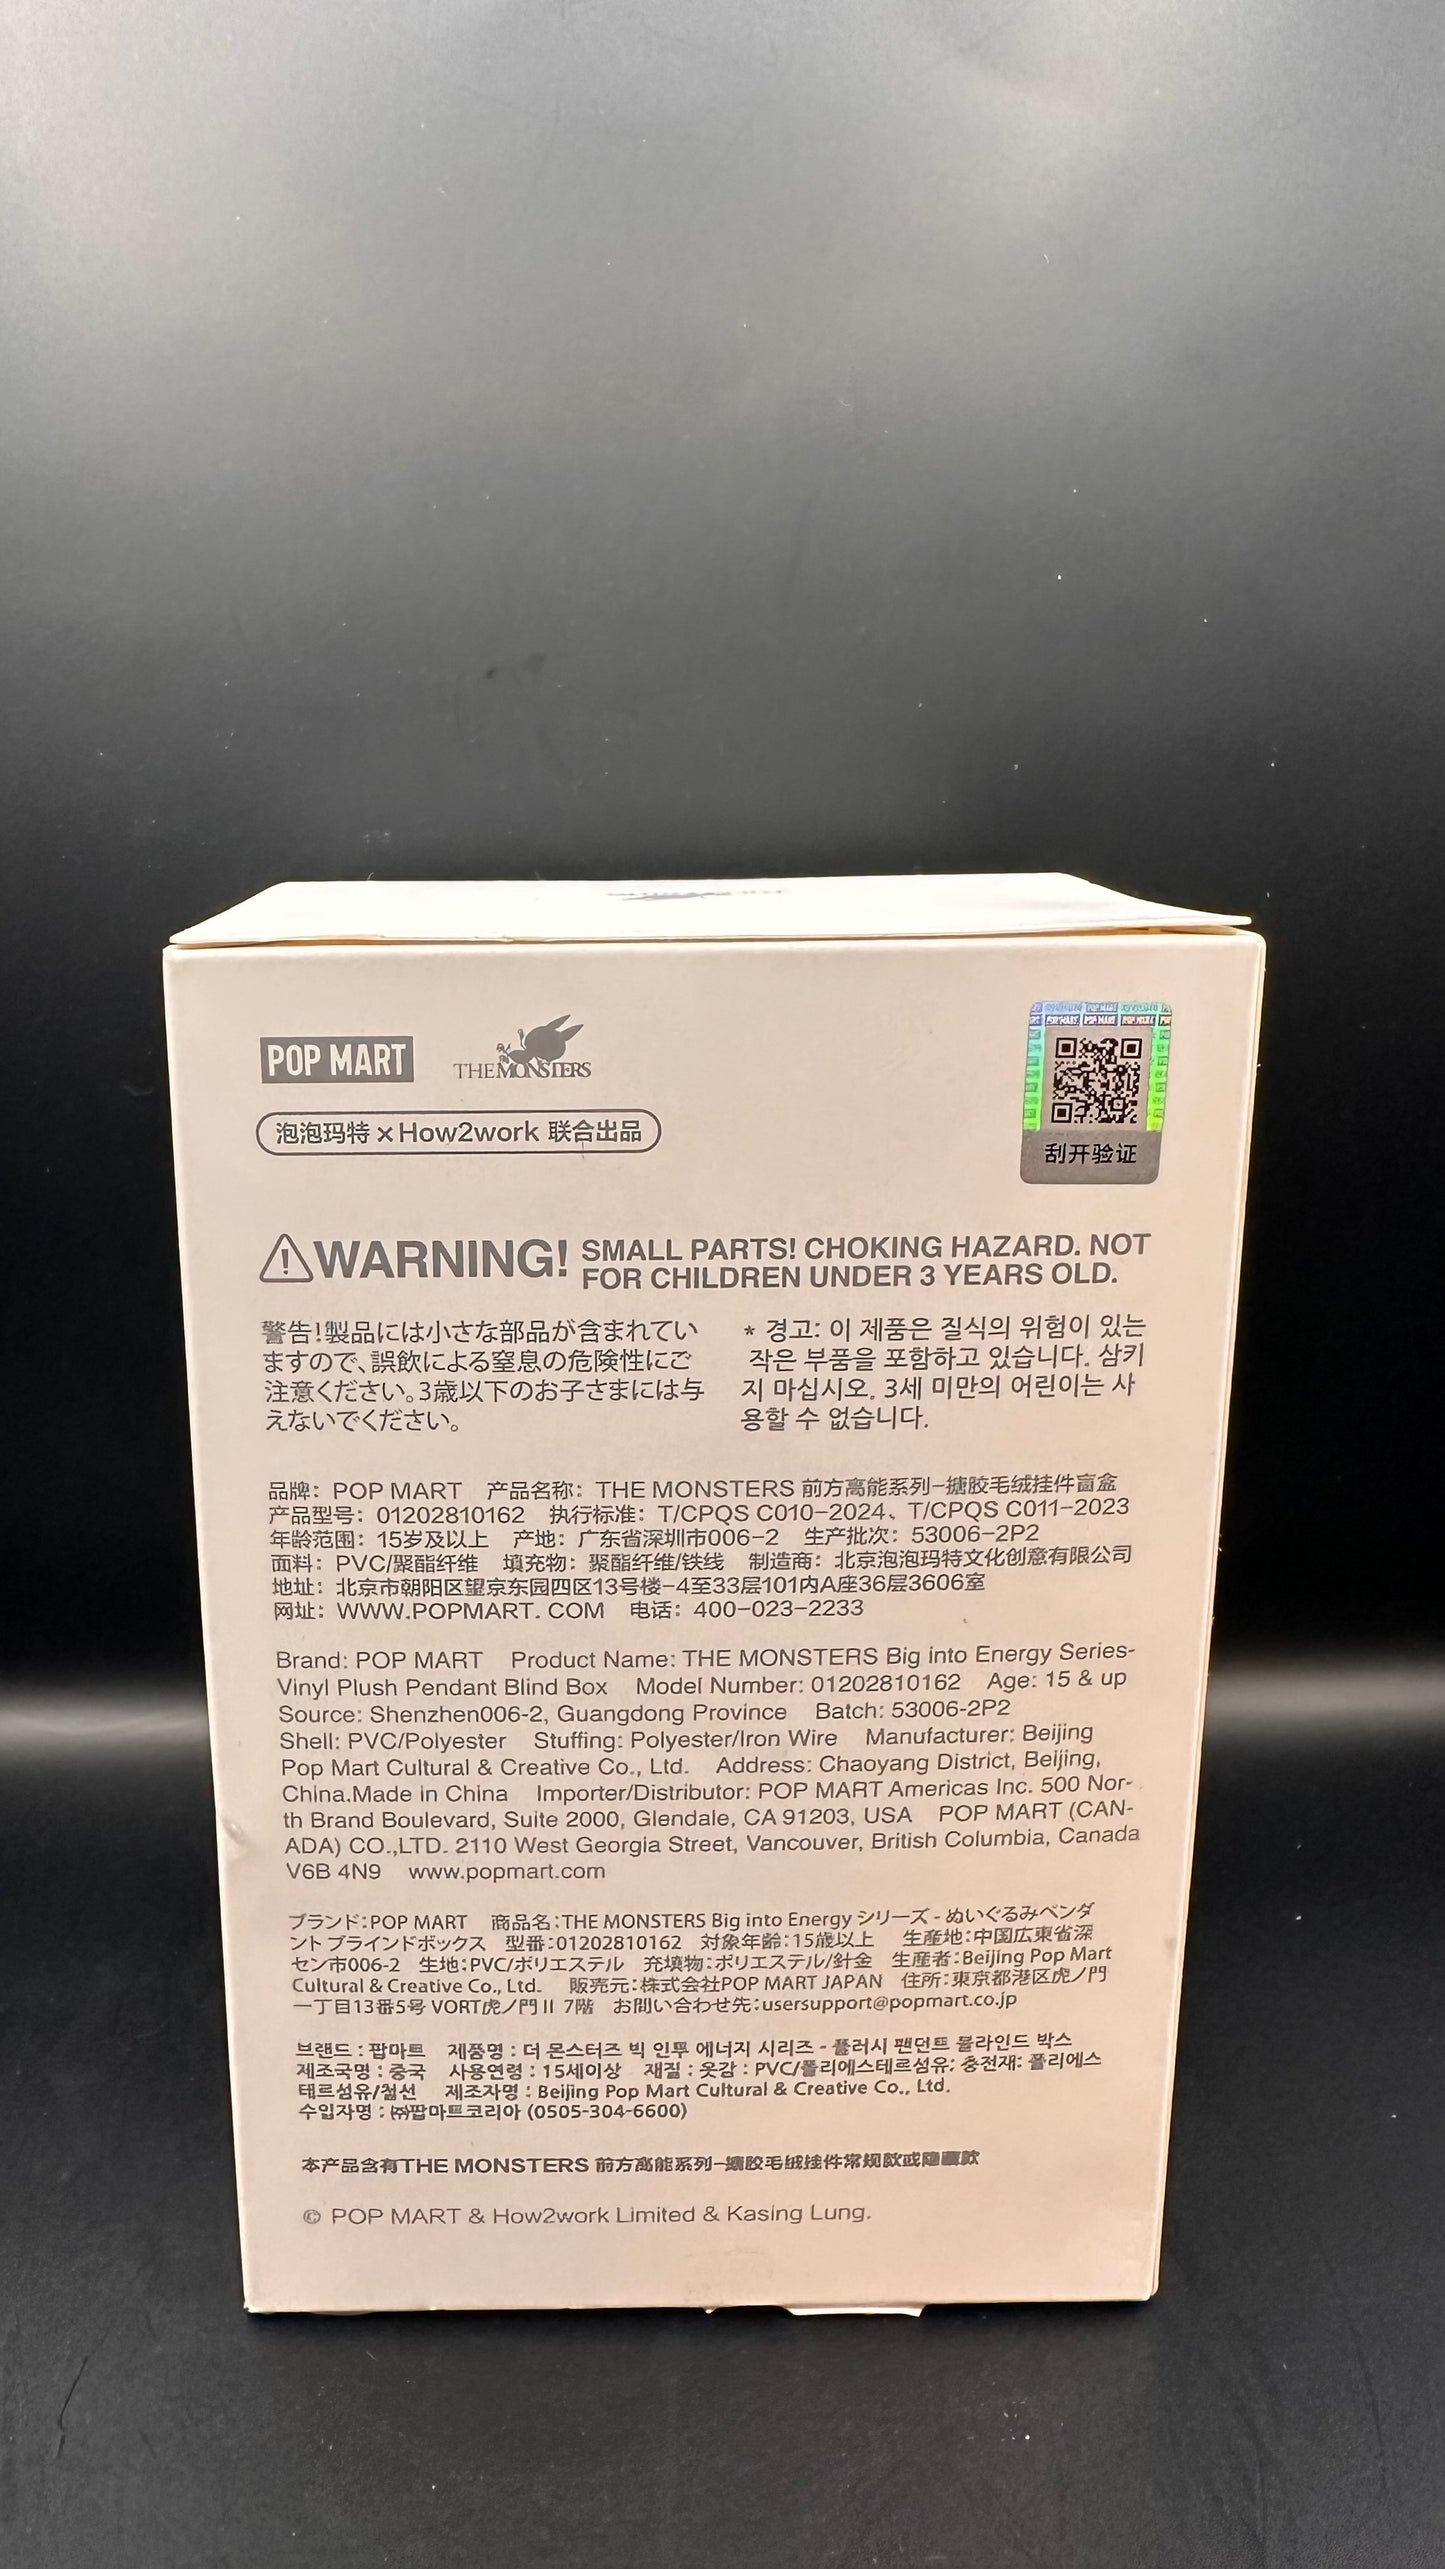 POP MART
THE MONSTERS
泡泡玛特×How2work 联合出品
刮开验证
WARNING! SMALL PARTS! CHOKING HAZARD. NOT
FOR CHILDREN UNDER 3 YEARS OLD.
警告!製品には小さな部品が含まれてい
ますので、誤飲による窒息の危険性にご
注意ください。3歳以下のお子さまには与
えないでください。
* 경고: 이 제품은 질식의 위험이 있는
작은 부품을 포함하고 있습니다. 삼키
지 마십시오. 3세 미만의 어린이는 사
용할 수 없습니다.
品牌：POP MART 产品名称：THE MONSTERS 前方高能系列-搪胶毛绒挂件盲盒
产品型号：01202810162 执行标准：T/CPQS C010-2024、T/CPQS C011-2023
年龄范围：15岁及以上 产地：广东省深圳市006-2 生产批次：53006-2P2
面料：PVC/聚酯纤维 填充物：聚酯纤维/铁线 制造商：北京泡泡玛特文化创意有限公司
地址：北京市朝阳区望京东园四区13号楼-4至33层101内A座36层3606室
网址：WWW.POPMART. COM 电话：400-023-2233
Brand: POP MART Product Name: THE MONSTERS Big into Energy Series-
Vinyl Plush Pendant Blind Box Model Number: 01202810162 Age: 15 & up
Source: Shenzhen006-2, Guangdong Province Batch: 53006-2P2
Shell: PVC/Polyester Stuffing: Polyester/Iron Wire Manufacturer: Beijing
Pop Mart Cultural & Creative Co., Ltd. Address: Chaoyang District, Beijing,
China.Made in China Importer/Distributor: POP MART Americas Inc. 500 Nor-
th Brand Boulevard, Suite 2000, Glendale, CA 91203, USA POP MART (CAN-
ADA) CO.,LTD. 2110 West Georgia Street, Vancouver, British Columbia, Canada
V6B 4N9 www.popmart.com
ブランド:POP MART 商品名:THE MONSTERS Big into Energy シリーズ - ぬいぐるみペンダ
ント ブラインドボックス 型番:01202810162 対象年齢:15歳以上 生産地:中国広東省深
セン市006-2 生地:PVC/ポリエステル 充填物:ポリエステル/針金 生産者:Beijing Pop Mart
Cultural & Creative Co., Ltd. 販売元:株式会社POP MART JAPAN 住所:東京都港区虎ノ門
一丁目13番5号 VORT虎ノ門 II 7階 お問い合わせ先:usersupport@popmart.co.jp
브랜드 : 팝마트 제품명 : 더 몬스터즈 빅 인투 에너지 시리즈 - 플러시 팬던트 블라인드 박스
제조국명 : 중국 사용연령 : 15세이상 재질 : 옷감 : PVC/폴리에스테르섬유; 충전재: 폴리에스
테르섬유/철선 제조자명 : Beijing Pop Mart Cultural & Creative Co., Ltd.
수입자명 : ㈜팝마트코리아 (0505-304-6600)
本产品含有THE MONSTERS 前方高能系列-搪胶毛绒挂件常规款或隐藏款
© POP MART & How2work Limited & Kasing Lung.